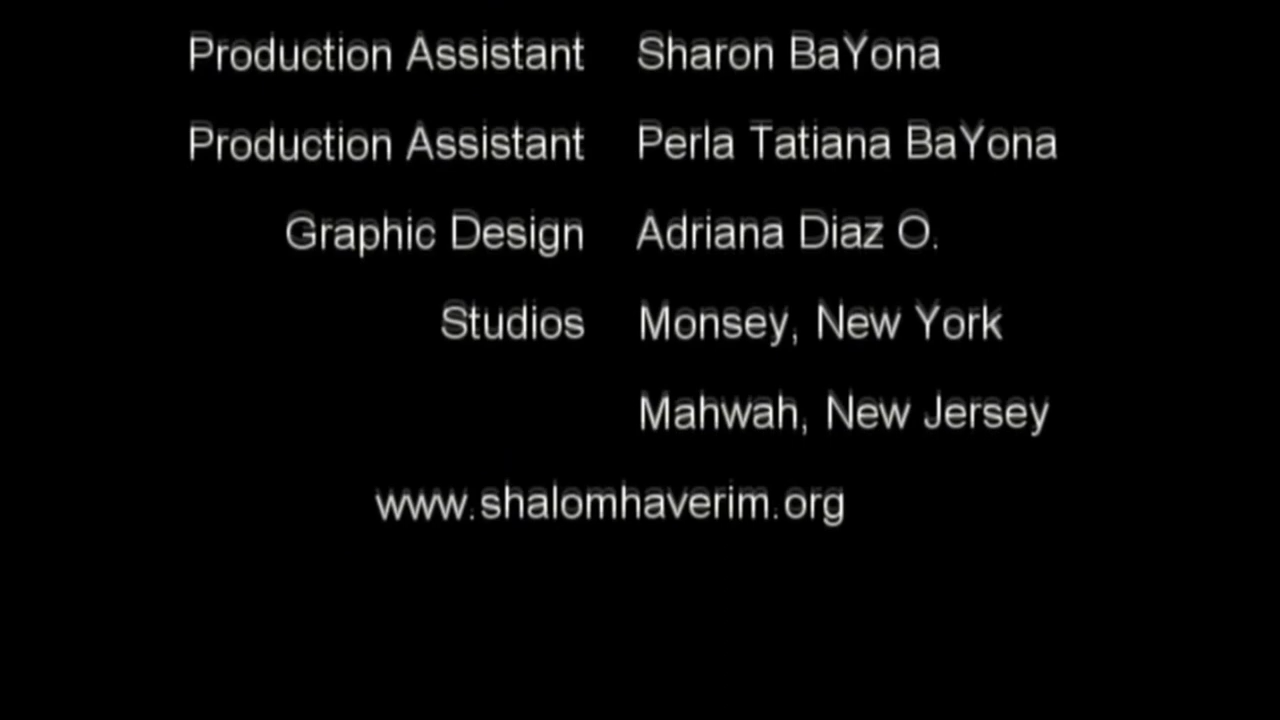 Production Assistant Sharon BaYona
Production Assistant Perla Tatiana BaYona
Graphic Design Adriana Diaz O.
Studios Monsey, New York
Mahwah, New Jersey
www.shalomhaverim.org